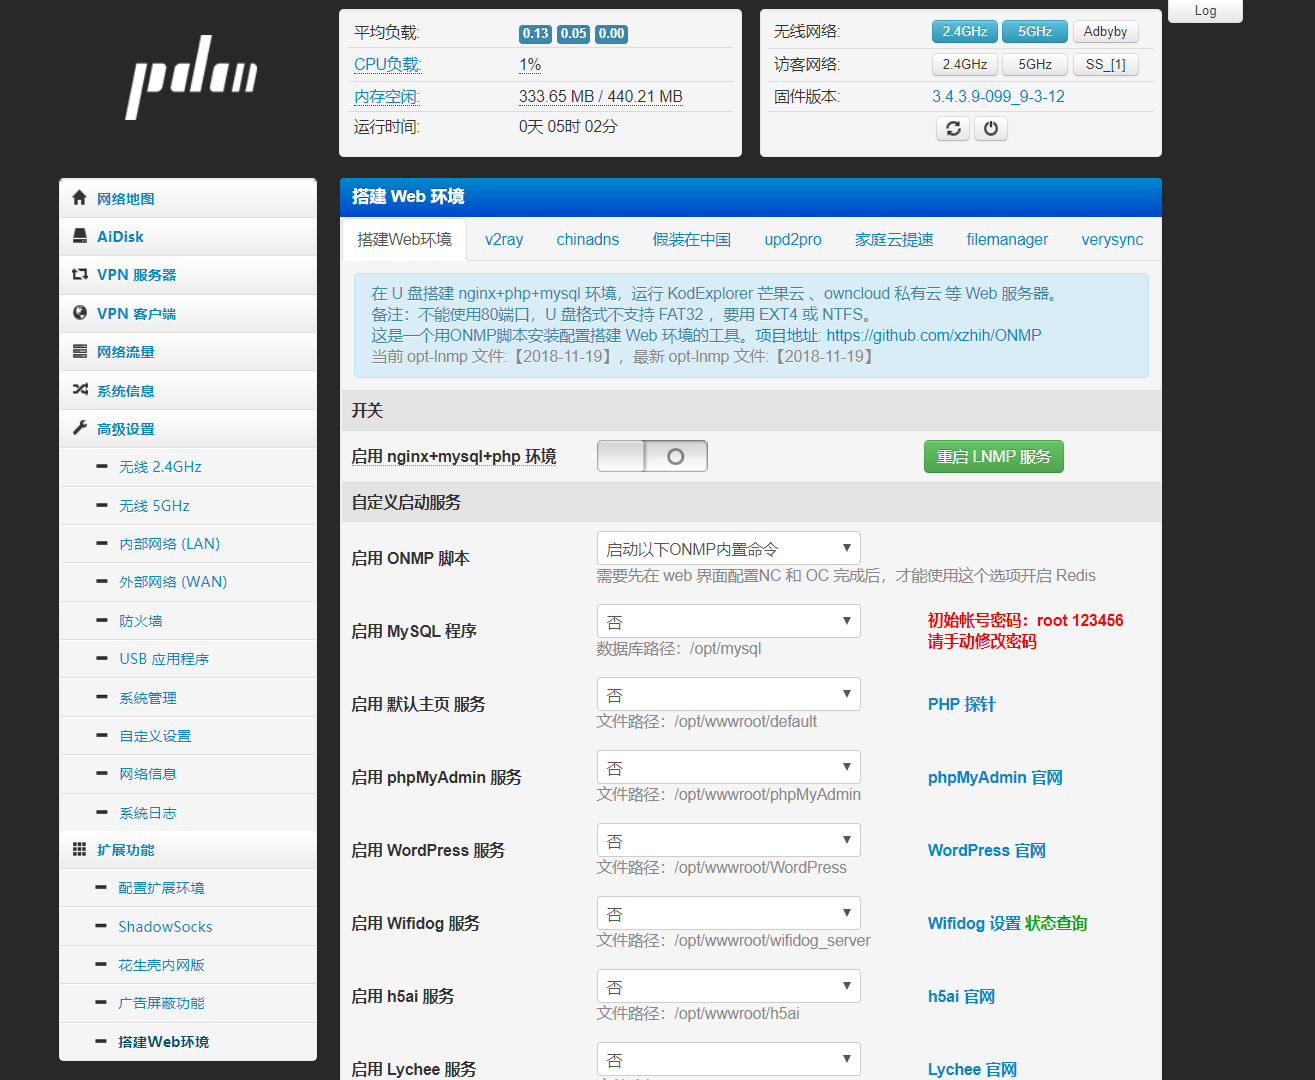 Log
pdcn
平均负载: 0.13 0.05 0.00
CPU负载: 1%
内存空闲: 333.65 MB / 440.21 MB
运行时间: 0天 05时 02分
无线网络: 2.4GHz 5GHz Adbyby
访客网络: 2.4GHz 5GHz SS_[1]
固件版本: 3.4.3.9-099_9-3-12
网络地图
AiDisk
VPN 服务器
VPN 客户端
网络流量
系统信息
高级设置
无线 2.4GHz
无线 5GHz
内部网络 (LAN)
外部网络 (WAN)
防火墙
USB 应用程序
系统管理
自定义设置
网络信息
系统日志
扩展功能
配置扩展环境
ShadowSocks
花生壳内网版
广告屏蔽功能
搭建Web环境
搭建 Web 环境
搭建Web环境 v2ray chinadns 假装在中国 upd2pro 家庭云提速 filemanager verysync
在 U 盘搭建 nginx+php+mysql 环境，运行 KodExplorer 芒果云 、owncloud 私有云 等 Web 服务器。
备注：不能使用80端口，U 盘格式不支持 FAT32 ，要用 EXT4 或 NTFS。
这是一个用ONMP脚本安装配置搭建 Web 环境的工具。项目地址: https://github.com/xzhih/ONMP
当前 opt-lnmp 文件:【2018-11-19】，最新 opt-lnmp 文件:【2018-11-19】
开关
启用 nginx+mysql+php 环境 重启 LNMP 服务
自定义启动服务
启用 ONMP 脚本 启动以下ONMP内置命令
需要先在 web 界面配置NC 和 OC 完成后，才能使用这个选项开启 Redis
启用 MySQL 程序 否 初始帐号密码：root 123456
请手动修改密码
数据库路径：/opt/mysql
启用 默认主页 服务 否 PHP 探针
文件路径：/opt/wwwroot/default
启用 phpMyAdmin 服务 否 phpMyAdmin 官网
文件路径：/opt/wwwroot/phpMyAdmin
启用 WordPress 服务 否 WordPress 官网
文件路径：/opt/wwwroot/WordPress
启用 Wifidog 服务 否 Wifidog 设置 状态查询
文件路径：/opt/wwwroot/wifidog_server
启用 h5ai 服务 否 h5ai 官网
文件路径：/opt/wwwroot/h5ai
启用 Lychee 服务 否 Lychee 官网